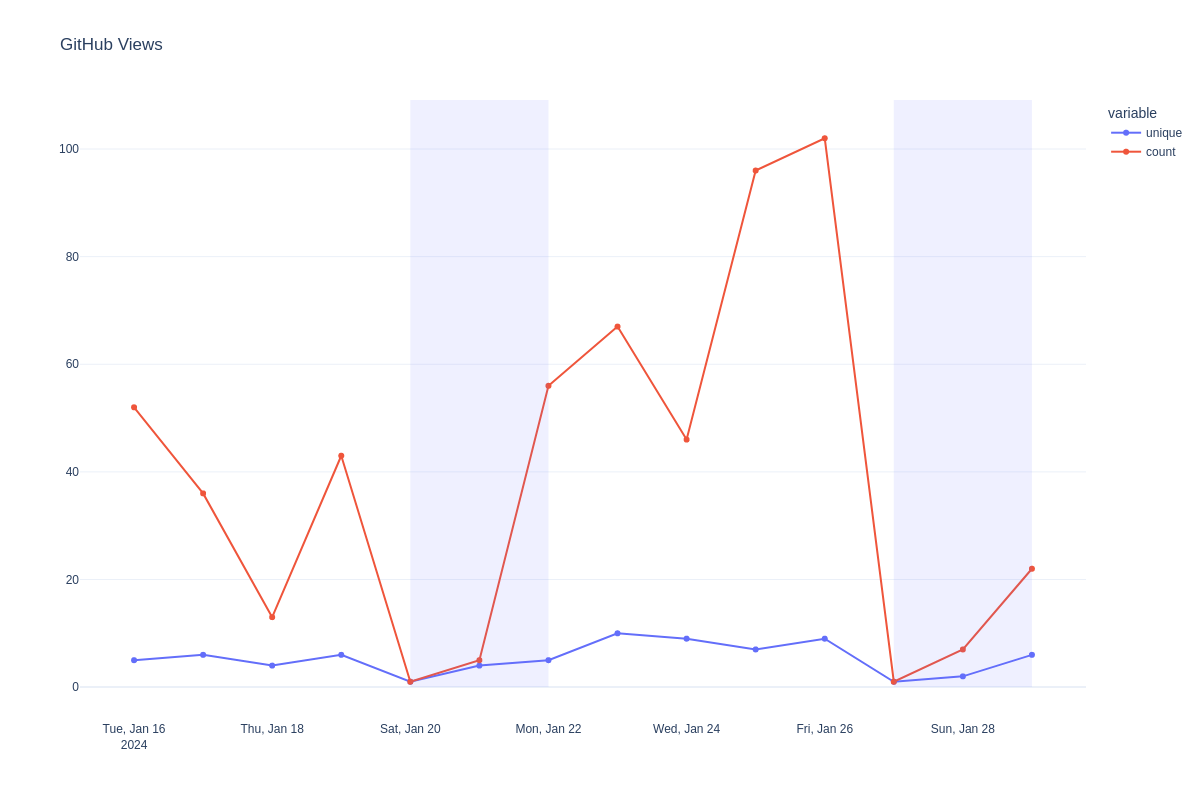 GitHub Views
variable
unique
count
100
80
60
40
20
0
Tue, Jan 16
2024
Thu, Jan 18
Sat, Jan 20
Mon, Jan 22
Wed, Jan 24
Fri, Jan 26
Sun, Jan 28